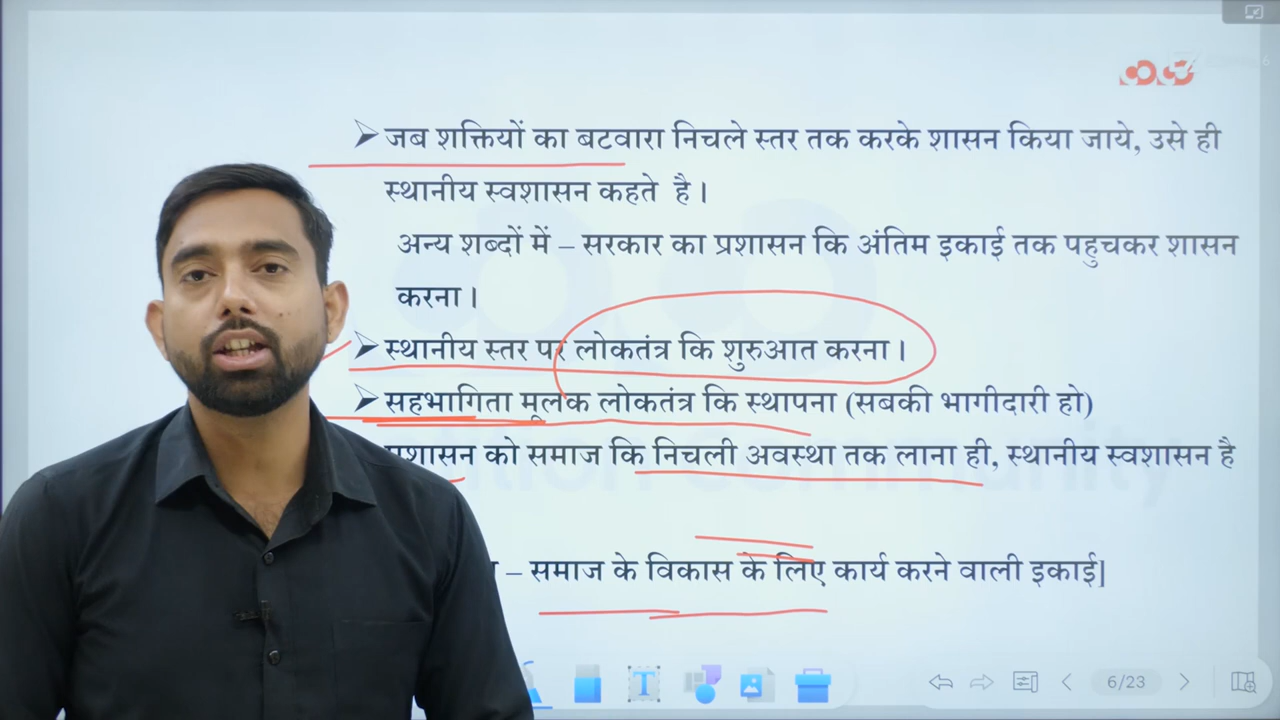 ➤जब शक्तियों का बटवारा निचले स्तर तक करके शासन किया जाये, उसे ही
स्थानीय स्वशासन कहते है।
अन्य शब्दों में – सरकार का प्रशासन कि अंतिम इकाई तक पहुचकर शासन
करना।
➤स्थानीय स्तर पर लोकतंत्र कि शुरुआत करना।
➤सहभागिता मूलक लोकतंत्र कि स्थापना (सबकी भागीदारी हो)
प्रशासन को समाज कि निचली अवस्था तक लाना ही, स्थानीय स्वशासन है
– समाज के विकास के लिए कार्य करने वाली इकाई]
T
6/23